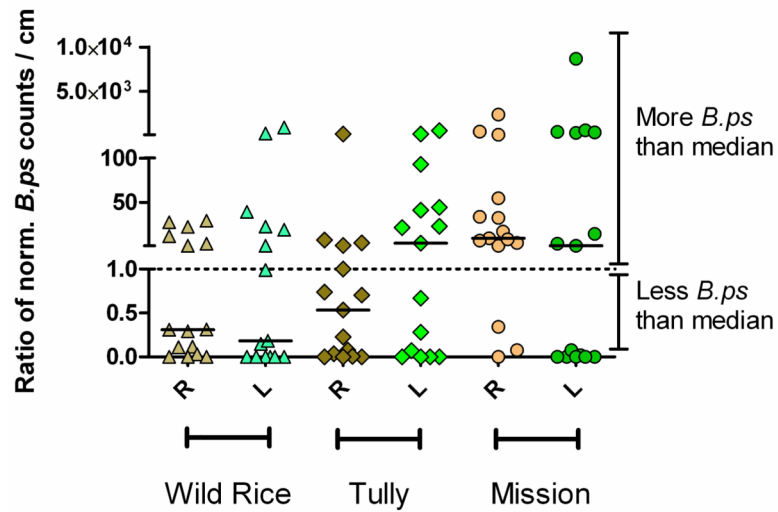 Ratio of norm. B.ps counts / cm
1.0×10⁴
5.0×10³
100
50
1.0
0.5
0.0
More B.ps
than median
Less B.ps
than median
R
L
R
L
R
L
Wild Rice
Tully
Mission